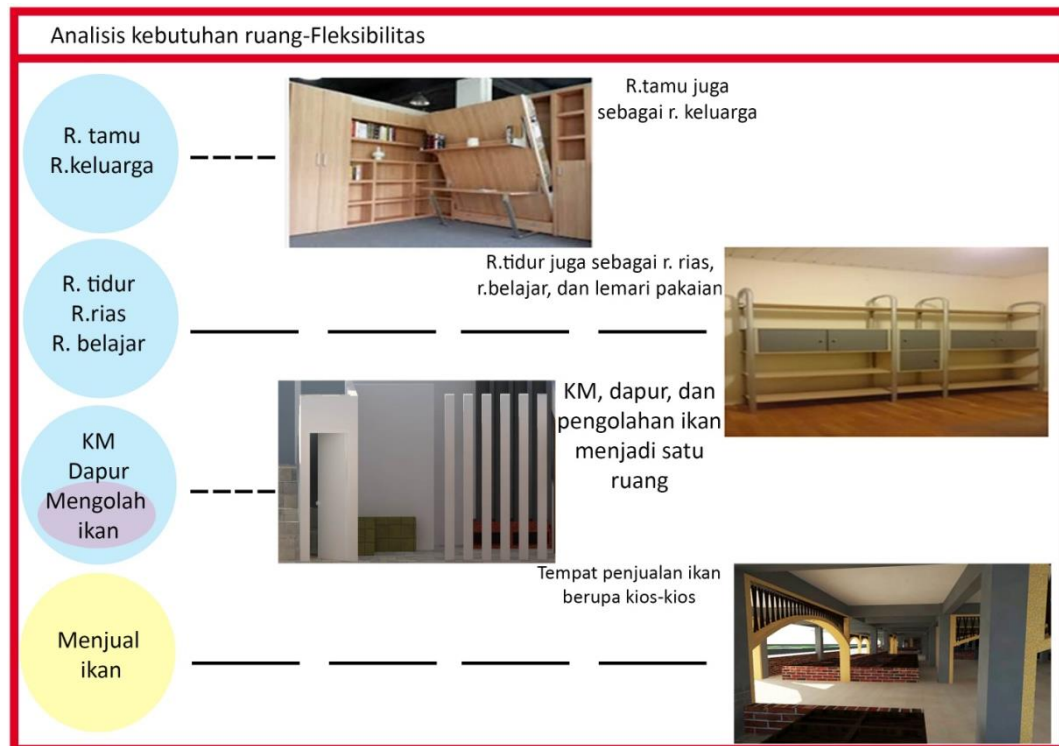 Analisis kebutuhan ruang-Fleksibilitas
R. tamu
R.keluarga
R.tamu juga
sebagai r. keluarga
R. tidur
R.rias
R. belajar
R.tidur juga sebagai r. rias,
r.belajar, dan lemari pakaian
KM
Dapur
Mengolah
ikan
KM, dapur, dan
pengolahan ikan
menjadi satu
ruang
Menjual
ikan
Tempat penjualan ikan
berupa kios-kios